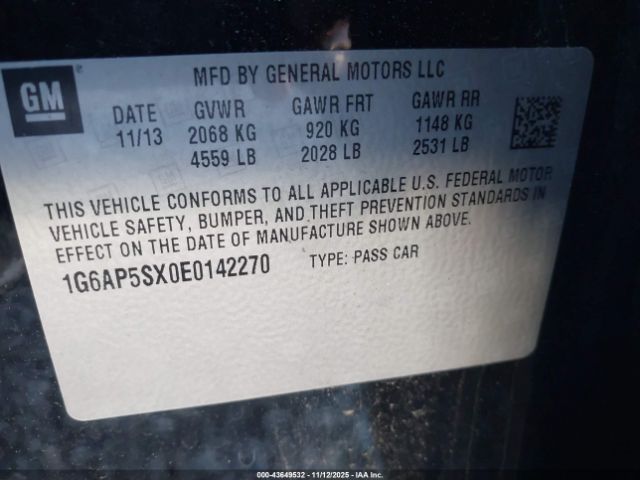 GM
MFD BY GENERAL MOTORS LLC
DATE GVWR GAWR FRT GAWR RR
11/13 2068 KG 920 KG 1148 KG
4559 LB 2028 LB 2531 LB
THIS VEHICLE CONFORMS TO ALL APPLICABLE U.S. FEDERAL MOTOR
VEHICLE SAFETY, BUMPER, AND THEFT PREVENTION STANDARDS IN
EFFECT ON THE DATE OF MANUFACTURE SHOWN ABOVE.
1G6AP5SX0E0142270 TYPE: PASS CAR
000-43649532 - 11/12/2025 - IAA Inc.